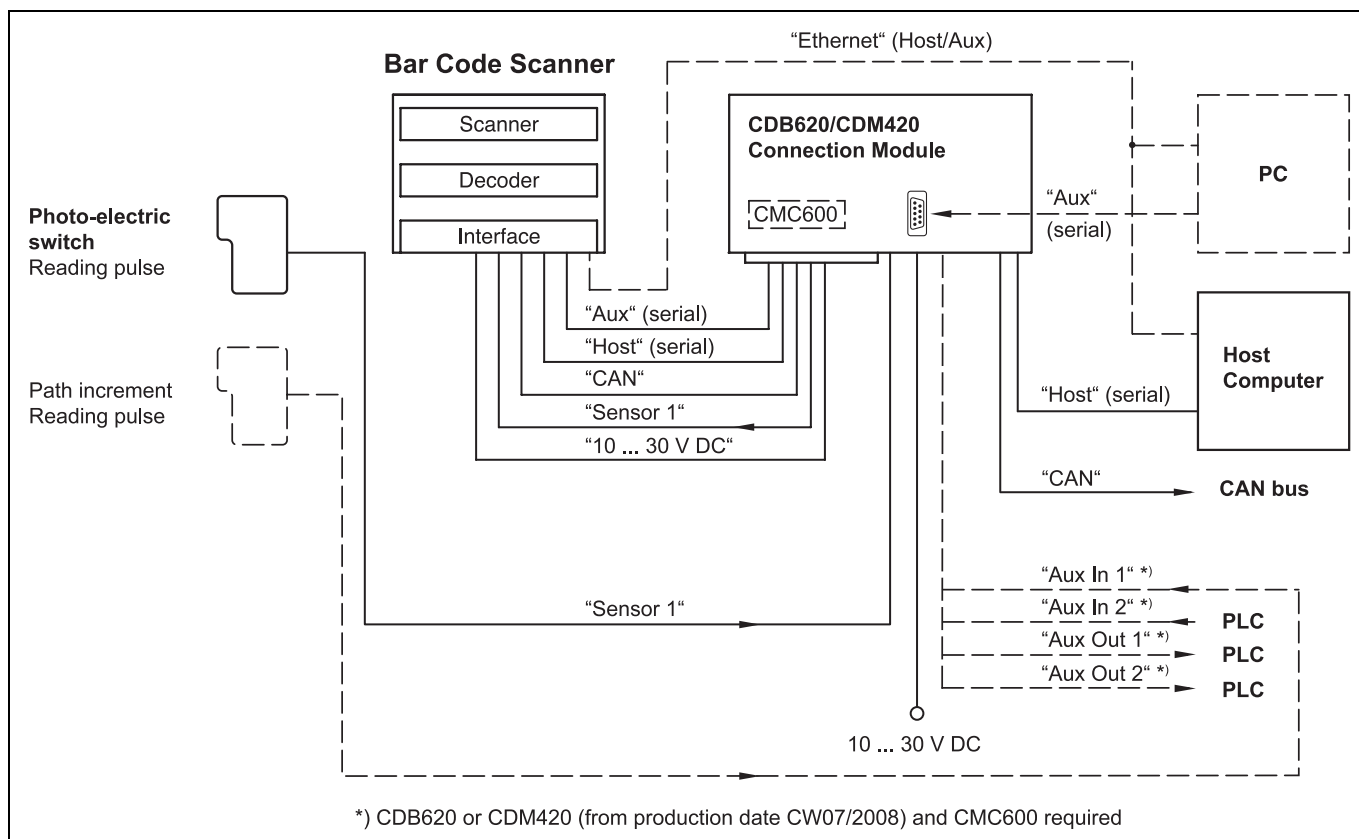 “Ethernet“ (Host/Aux)
Bar Code Scanner
Scanner
Decoder
Interface
CDB620/CDM420
Connection Module
CMC600
PC
“Aux“
(serial)
Photo-electric
switch
Reading pulse
“Aux“ (serial)
“Host“ (serial)
“CAN“
“Sensor 1“
“10 ... 30 V DC“
Host
Computer
“Host“ (serial)
Path increment
Reading pulse
“CAN“
CAN bus
“Sensor 1“
“Aux In 1“ *)
“Aux In 2“ *)
PLC
“Aux Out 1“ *)
PLC
“Aux Out 2“ *)
PLC
10 ... 30 V DC
*) CDB620 or CDM420 (from production date CW07/2008) and CMC600 required